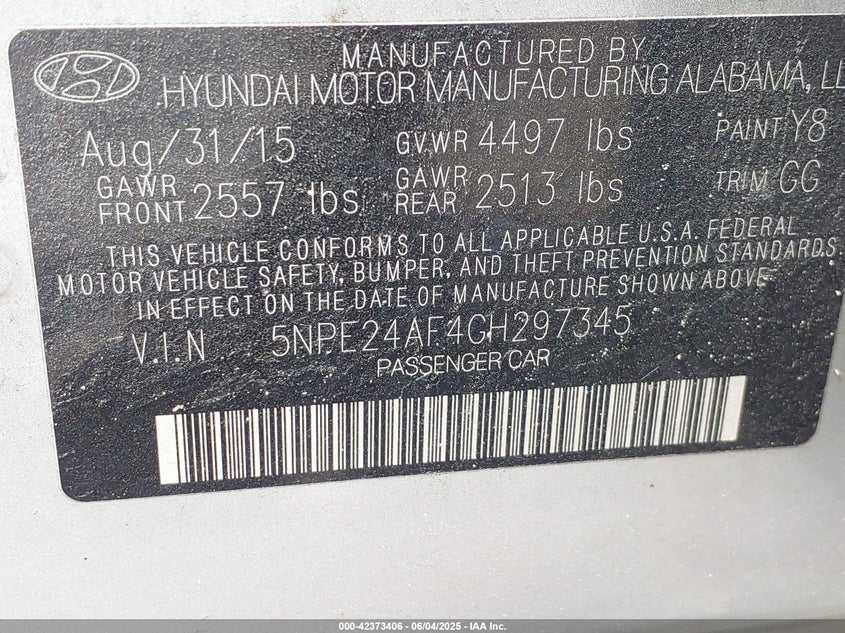 MANUFACTURED BY
HYUNDAI MOTOR MANUFACTURING ALABAMA, LL
Aug/31/15 GVWR 4497 lbs PAINT Y8
GAWR FRONT 2557 lbs GAWR REAR 2513 lbs TRIM GG
THIS VEHICLE CONFORMS TO ALL APPLICABLE U.S.A. FEDERAL
MOTOR VEHICLE SAFETY, BUMPER, AND THEFT PREVENTION STANDARDS
IN EFFECT ON THE DATE OF MANUFACTURE SHOWN ABOVE
V.I.N 5NPE24AF4GH297345
PASSENGER CAR
000-42373406 - 06/04/2025 - IAA Inc.